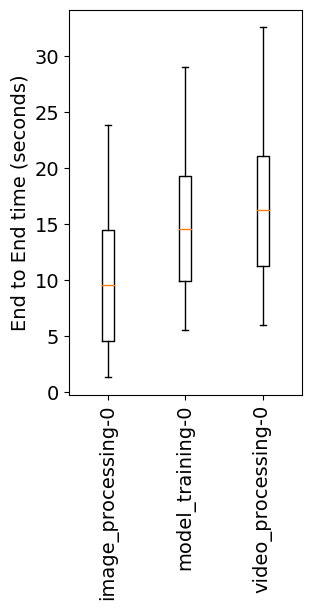 End to End time (seconds)
30
25
20
15
10
5
0
image_processing-0
model_training-0
video_processing-0